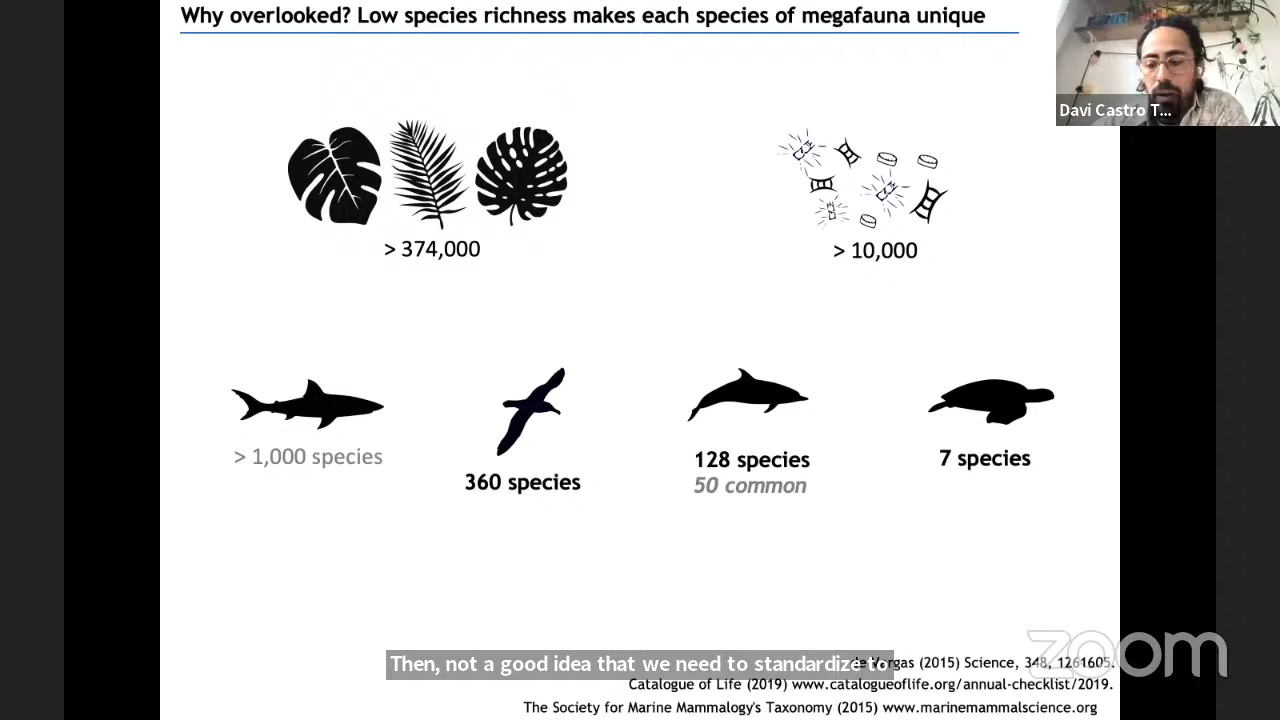 Why overlooked? Low species richness makes each species of megafauna unique
Davi Castro T...
> 374,000
> 10,000
> 1,000 species
360 species
128 species
50 common
7 species
Then, not a good idea that we need to standardize to
Vargas (2015) Science, 348, 1261605.
Catalogue of Life (2019) www.catalogueoflife.org/annual-checklist/2019.
The Society for Marine Mammalogy's Taxonomy (2015) www.marinemammalscience.org
zoom